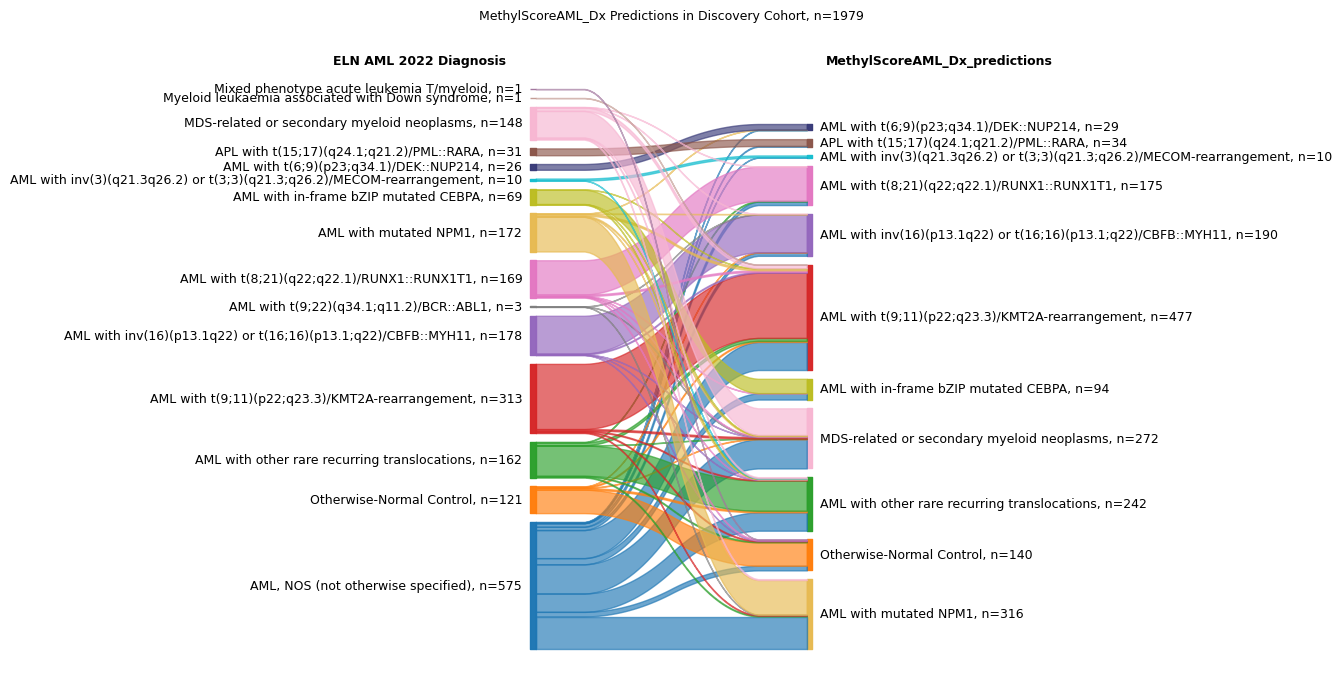 MethylScoreAML_Dx Predictions in Discovery Cohort, n=1979
ELN AML 2022 Diagnosis
Mixed phenotype acute leukemia T/myeloid, n=1
Myeloid leukaemia associated with Down syndrome, n=1
MDS-related or secondary myeloid neoplasms, n=148
APL with t(15;17)(q24.1;q21.2)/PML::RARA, n=31
AML with t(6;9)(p23;q34.1)/DEK::NUP214, n=26
AML with inv(3)(q21.3q26.2) or t(3;3)(q21.3;q26.2)/MECOM-rearrangement, n=10
AML with in-frame bZIP mutated CEBPA, n=69
AML with mutated NPM1, n=172
AML with t(8;21)(q22;q22.1)/RUNX1::RUNX1T1, n=169
AML with t(9;22)(q34.1;q11.2)/BCR::ABL1, n=3
AML with inv(16)(p13.1q22) or t(16;16)(p13.1;q22)/CBFB::MYH11, n=178
AML with t(9;11)(p22;q23.3)/KMT2A-rearrangement, n=313
AML with other rare recurring translocations, n=162
Otherwise-Normal Control, n=121
AML, NOS (not otherwise specified), n=575
MethylScoreAML_Dx_predictions
AML with t(6;9)(p23;q34.1)/DEK::NUP214, n=29
APL with t(15;17)(q24.1;q21.2)/PML::RARA, n=34
AML with inv(3)(q21.3q26.2) or t(3;3)(q21.3;q26.2)/MECOM-rearrangement, n=10
AML with t(8;21)(q22;q22.1)/RUNX1::RUNX1T1, n=175
AML with inv(16)(p13.1q22) or t(16;16)(p13.1;q22)/CBFB::MYH11, n=190
AML with t(9;11)(p22;q23.3)/KMT2A-rearrangement, n=477
AML with in-frame bZIP mutated CEBPA, n=94
MDS-related or secondary myeloid neoplasms, n=272
AML with other rare recurring translocations, n=242
Otherwise-Normal Control, n=140
AML with mutated NPM1, n=316